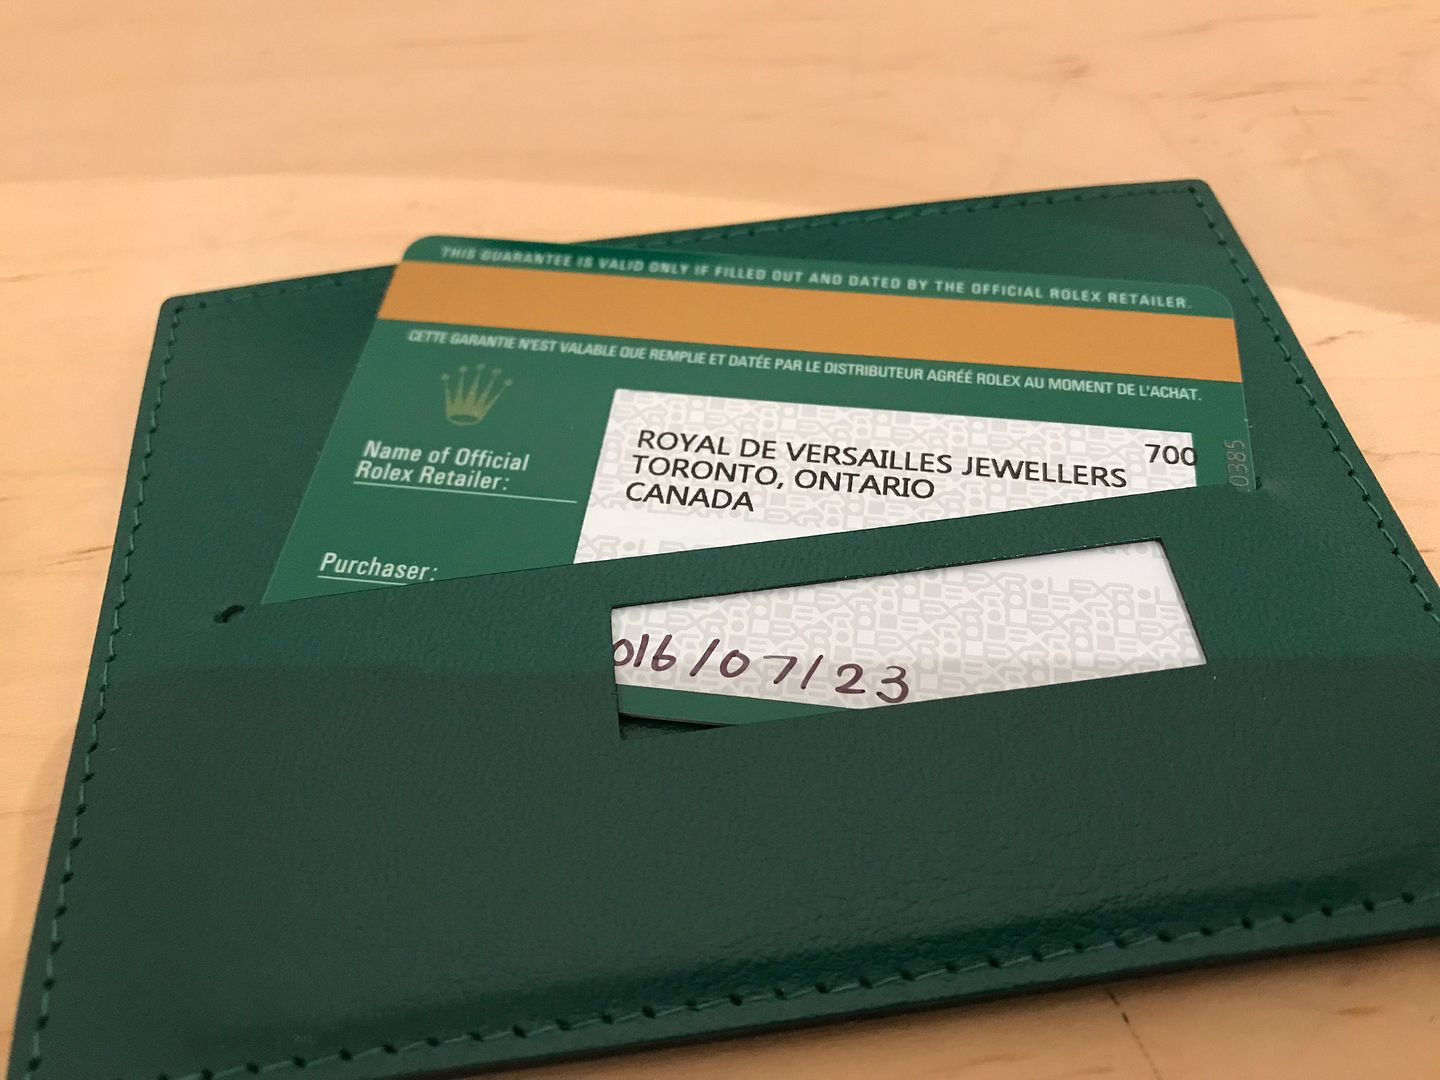 THIS GUARANTEE IS VALID ONLY IF FILLED OUT AND DATED BY THE OFFICIAL ROLEX RETAILER.
CETTE GARANTIE N'EST VALABLE QUE REMPLIE ET DATÉE PAR LE DISTRIBUTEUR AGRÉÉ ROLEX AU MOMENT DE L'ACHAT.
Name of Official
Rolex Retailer:
ROYAL DE VERSAILLES JEWELLERS 700
TORONTO, ONTARIO
CANADA
0385
Purchaser:
016/07/23